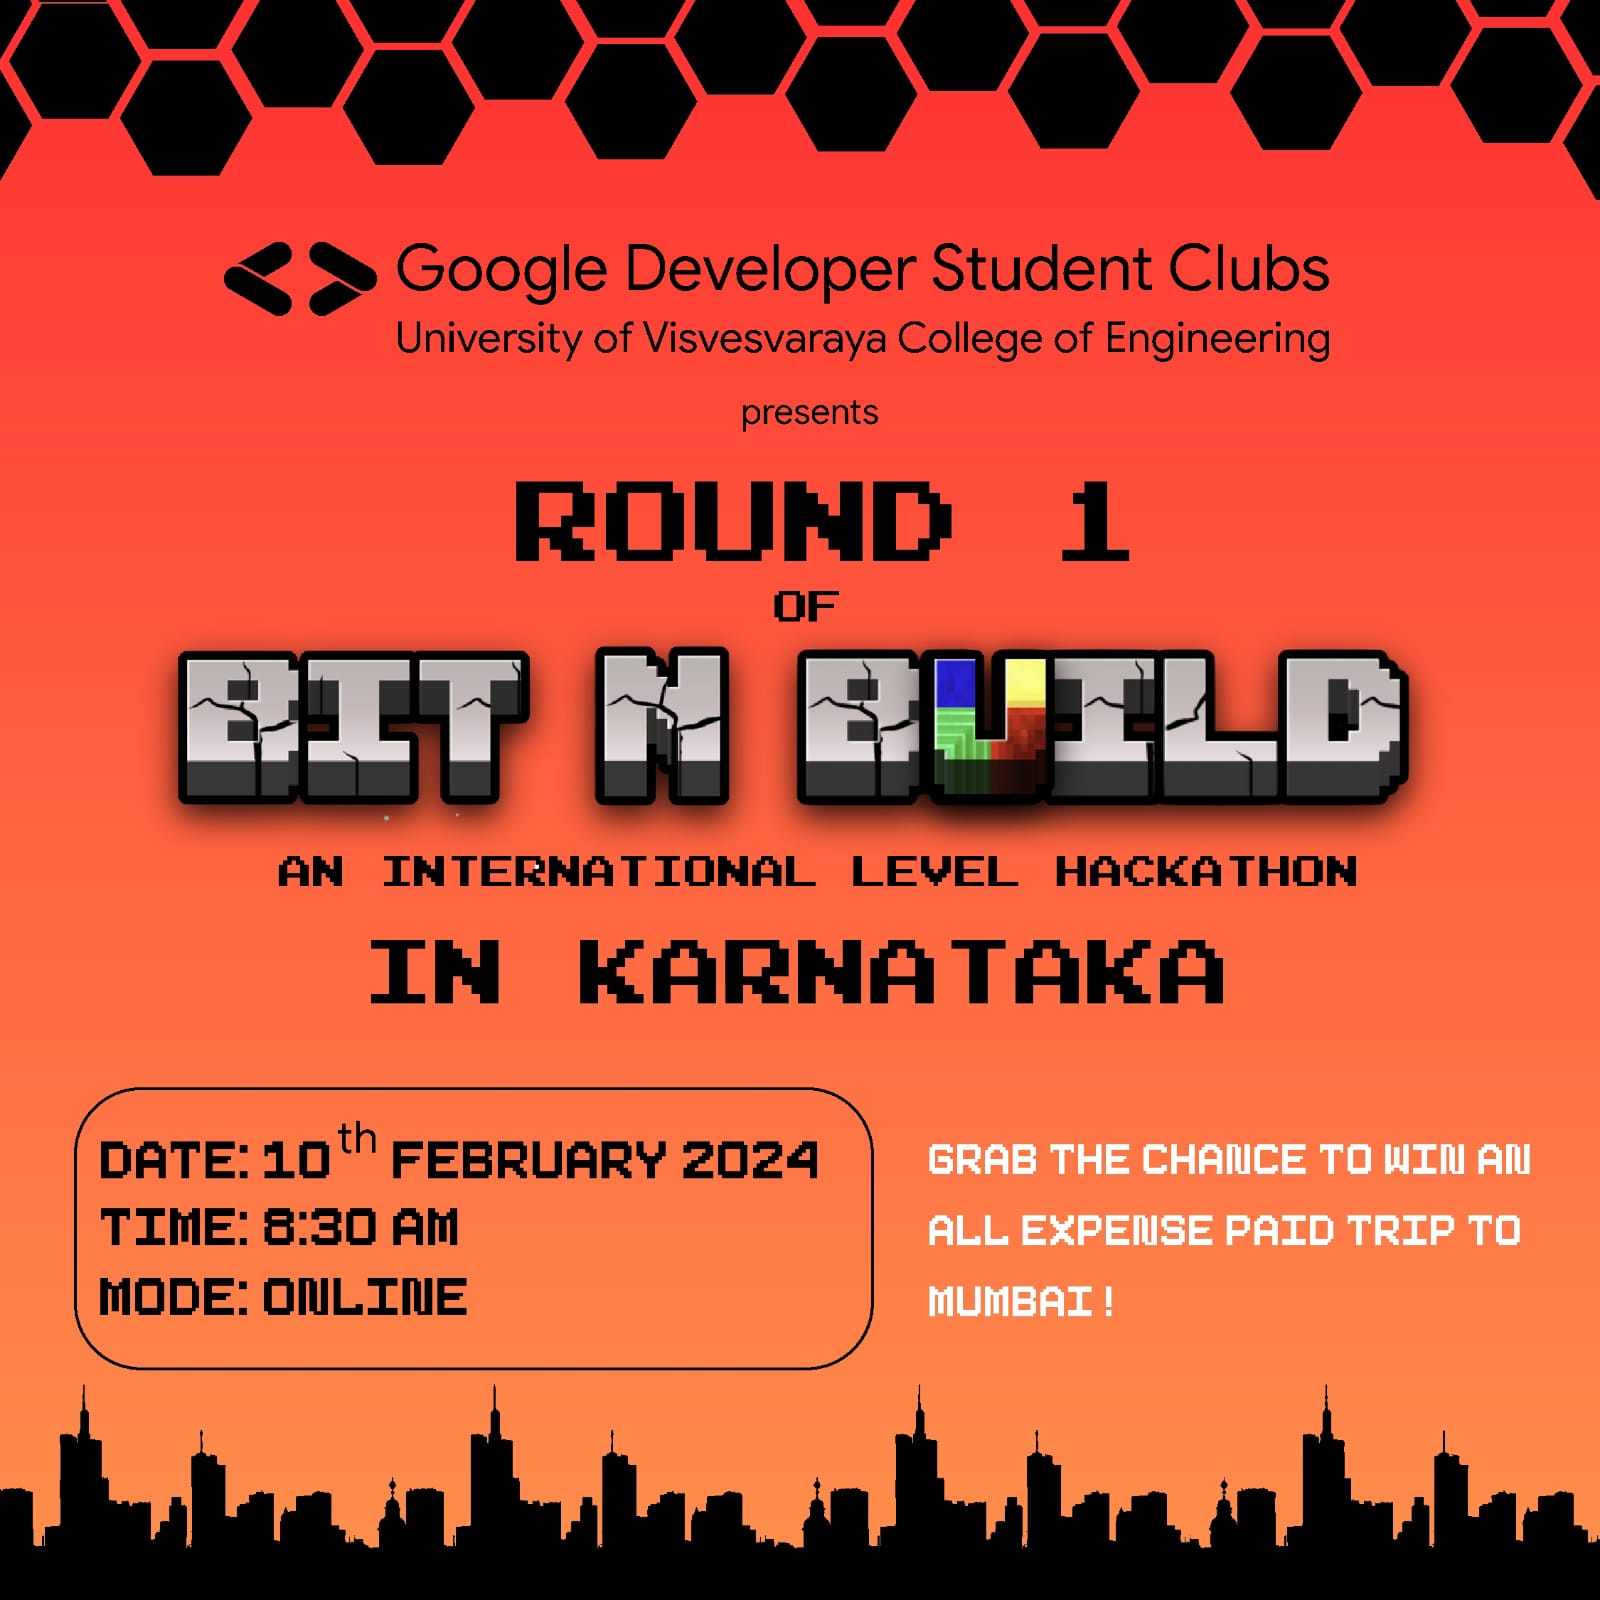 Google Developer Student Clubs
University of Visvesvaraya College of Engineering
presents
ROUND 1
OF
BIT N BUILD
AN INTERNATIONAL LEVEL HACKATHON
IN KARNATAKA
DATE: 10th FEBRUARY 2024
TIME: 8:30 AM
MODE: ONLINE
GRAB THE CHANCE TO WIN AN
ALL EXPENSE PAID TRIP TO
MUMBAI!